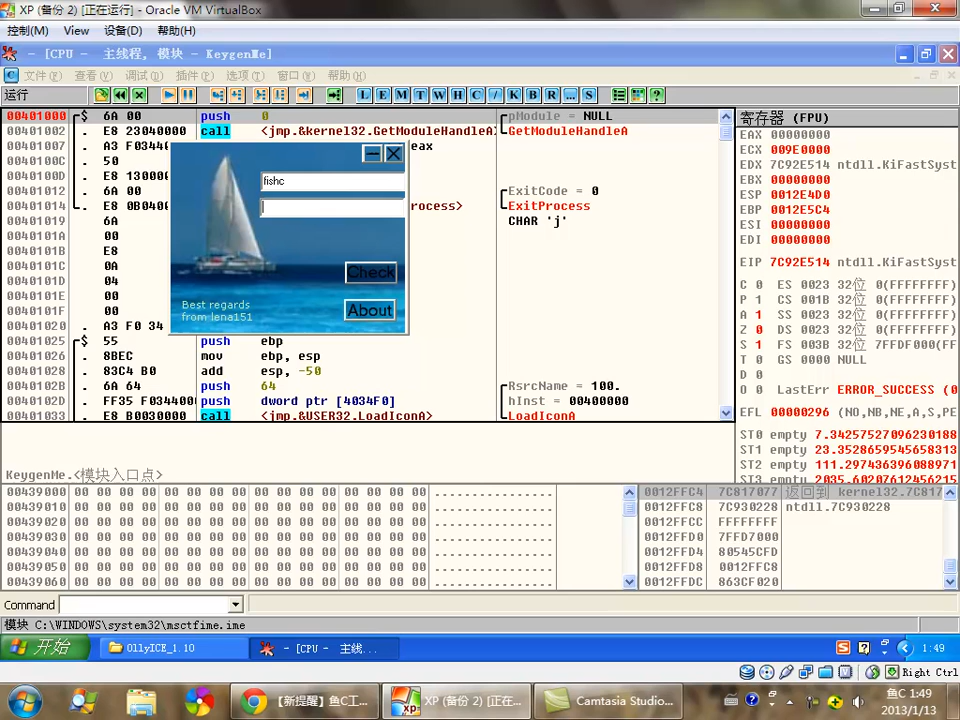 XP (备份 2) [正在运行] - Oracle VM VirtualBox
控制(M) View 设备(D) 帮助(H)
- [CPU - 主线程, 模块 - KeygenMe]
文件(F) 查看(V) 调试(D) 插件(P) 选项(T) 窗口(W) 帮助(H)
运行 L E M T W H C / K B R ... S
00401000 $ 6A 00 push 0 pModule = NULL
00401002 . E8 23040000 call <jmp.&kernel32.GetModuleHandleA> GetModuleHandleA
00401007 . A3 F0344 eax
0040100C . 50
0040100D . E8 130000
00401012 . 6A 00 ExitCode = 0
00401014 . E8 0B040 rocess> ExitProcess
00401019 6A CHAR 'j'
0040101A 00
0040101B E8
0040101C 0A
0040101D 04
0040101E 00
0040101F 00
00401020 . A3 F0 34
00401025 $ 55 push ebp
00401026 . 8BEC mov ebp, esp
00401028 . 83C4 B0 add esp, -50
0040102B . 6A 64 push 64 RsrcName = 100.
0040102D . FF35 F03440 push dword ptr [4034F0] hInst = 00400000
00401033 . E8 B0030000 call <jmp.&USER32.LoadIconA> LoadIconA
fishc
Check
About
Best regards
from lena151
寄存器 (FPU)
EAX 00000000
ECX 009E0000
EDX 7C92E514 ntdll.KiFastSyst
EBX 00000000
ESP 0012E4D0
EBP 0012E5C4
ESI 00000000
EDI 00000000
EIP 7C92E514 ntdll.KiFastSyst
C 0 ES 0023 32位 0(FFFFFFFF)
P 1 CS 001B 32位 0(FFFFFFFF)
A 1 SS 0023 32位 0(FFFFFFFF)
Z 0 DS 0023 32位 0(FFFFFFFF)
S 1 FS 003B 32位 7FFDF000(FF
T 0 GS 0000 NULL
D 0
O 0 LastErr ERROR_SUCCESS (0
EFL 00000296 (NO,NB,NE,A,S,PE
ST0 empty 7.34257527096230188
ST1 empty 23.3528659545658313
ST2 empty 111.297436396088971
ST3 empty 2035.60207612456215
KeygenMe.<模块入口点>
00439000 00 00 00 00 00 00 00 00 00 00 00 00 00 00 00 00 ................
00439010 00 00 00 00 00 00 00 00 00 00 00 00 00 00 00 00 ................
00439020 00 00 00 00 00 00 00 00 00 00 00 00 00 00 00 00 ................
00439030 00 00 00 00 00 00 00 00 00 00 00 00 00 00 00 00 ................
00439040 00 00 00 00 00 00 00 00 00 00 00 00 00 00 00 00 ................
00439050 00 00 00 00 00 00 00 00 00 00 00 00 00 00 00 00 ................
00439060 00 00 00 00 00 00 00 00 00 00 00 00 00 00 00 00 ................
0012FFC4 7C817077 返回到 kernel32.7C817
0012FFC8 7C930228 ntdll.7C930228
0012FFCC FFFFFFFF
0012FFD0 7FFD7000
0012FFD4 80545CFD
0012FFD8 0012FFC8
0012FFDC 863CF020
Command
模块 C:\WINDOWS\system32\msctfime.ime
开始 OllyICE_1.10 - [CPU - 主线... 1:49
Right Ctrl
【新提醒】鱼C工... XP (备份 2) [正在... Camtasia Studio...
鱼C 1:49
2013/1/13